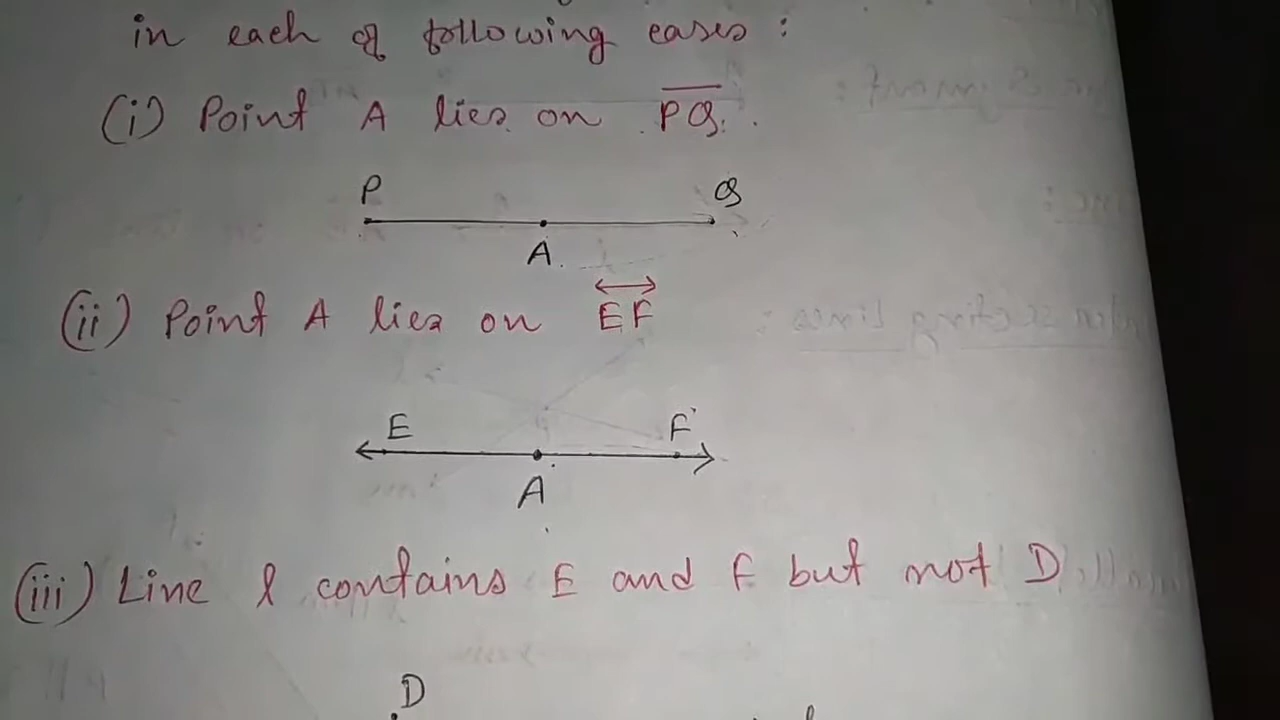 in each of following cases :
(i) Point A lies on PQ.
P Q
A.
(ii) Point A lies on EF
E F
A
(iii) Line l contains E and F but not D
D